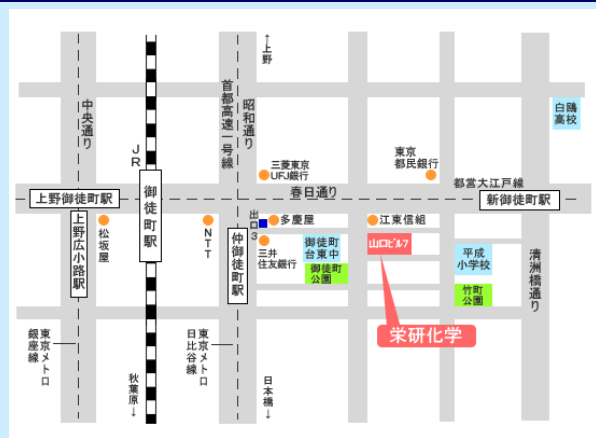 ↑上野
中央通り
首都高速一号線
昭和通り
白鴎
高校
JR
三菱東京
UFJ銀行
東京
都民銀行
春日通り
都営大江戸線
上野御徒町駅
御徒町駅
新御徒町駅
上野広小路駅
松坂屋
NTT
仲御徒町駅
出口3
多慶屋
江東信組
三井
住友銀行
御徒町
台東中
御徒町
公園
山口ビル7
平成
小学校
竹町
公園
清洲橋通り
栄研化学
東京メトロ
銀座線
秋葉原↓
東京メトロ
日比谷線
日本橋↓